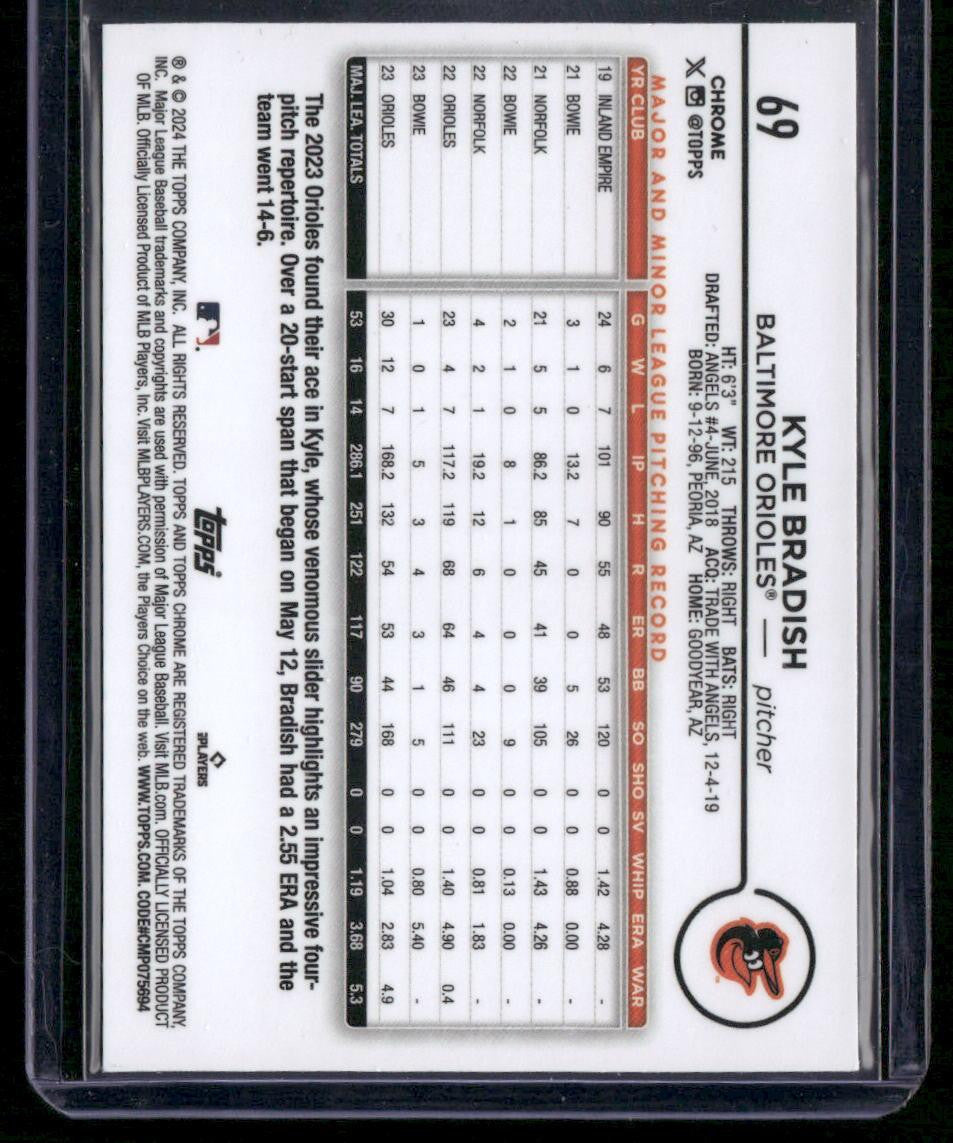 69
KYLE BRADISH
BALTIMORE ORIOLES® — pitcher
CHROME
X @TOPPS
HT: 6'3" WT: 215 THROWS: RIGHT BATS: RIGHT
DRAFTED: ANGELS #4-JUNE, 2018 ACQ: TRADE WITH ANGELS, 12-4-19
BORN: 9-12-96, PEORIA, AZ HOME: GOODYEAR, AZ
MAJOR AND MINOR LEAGUE PITCHING RECORD
YR CLUB G W L IP H R ER BB SO SHO SV WHIP ERA WAR
19 INLAND EMPIRE 24 6 7 101 90 55 48 53 120 0 0 1.42 4.28 -
21 BOWIE 3 1 0 13.2 7 0 0 5 26 0 0 0.88 0.00 -
21 NORFOLK 21 5 5 86.2 85 45 41 39 105 0 0 1.43 4.26 -
22 BOWIE 2 1 0 8 1 0 0 0 9 0 0 0.13 0.00 -
22 NORFOLK 4 2 1 19.2 12 6 4 4 23 0 0 0.81 1.83 -
22 ORIOLES 23 4 7 117.2 119 68 64 46 111 0 0 1.40 4.90 0.4
23 BOWIE 1 0 1 5 3 4 3 1 5 0 0 0.80 5.40 -
23 ORIOLES 30 12 7 168.2 132 54 53 44 168 0 0 1.04 2.83 4.9
MAJ. LEA. TOTALS 53 16 14 286.1 251 122 117 90 279 0 0 1.19 3.68 5.3
The 2023 Orioles found their ace in Kyle, whose venomous slider highlights an impressive four-
pitch repertoire. Over a 20-start span that began on May 12, Bradish had a 2.55 ERA and the
team went 14-6.
topps
PLAYERS
® & © 2024 THE TOPPS COMPANY, INC. ALL RIGHTS RESERVED. TOPPS AND TOPPS CHROME ARE REGISTERED TRADEMARKS OF THE TOPPS COMPANY,
INC. Major League Baseball trademarks and copyrights are used with permission of Major League Baseball. Visit MLB.com. OFFICIALLY LICENSED PRODUCT
OF MLB. Officially Licensed Product of MLB Players, Inc. Visit MLBPLAYERS.COM, the Players Choice on the web. WWW.TOPPS.COM. CODE#CMP075694